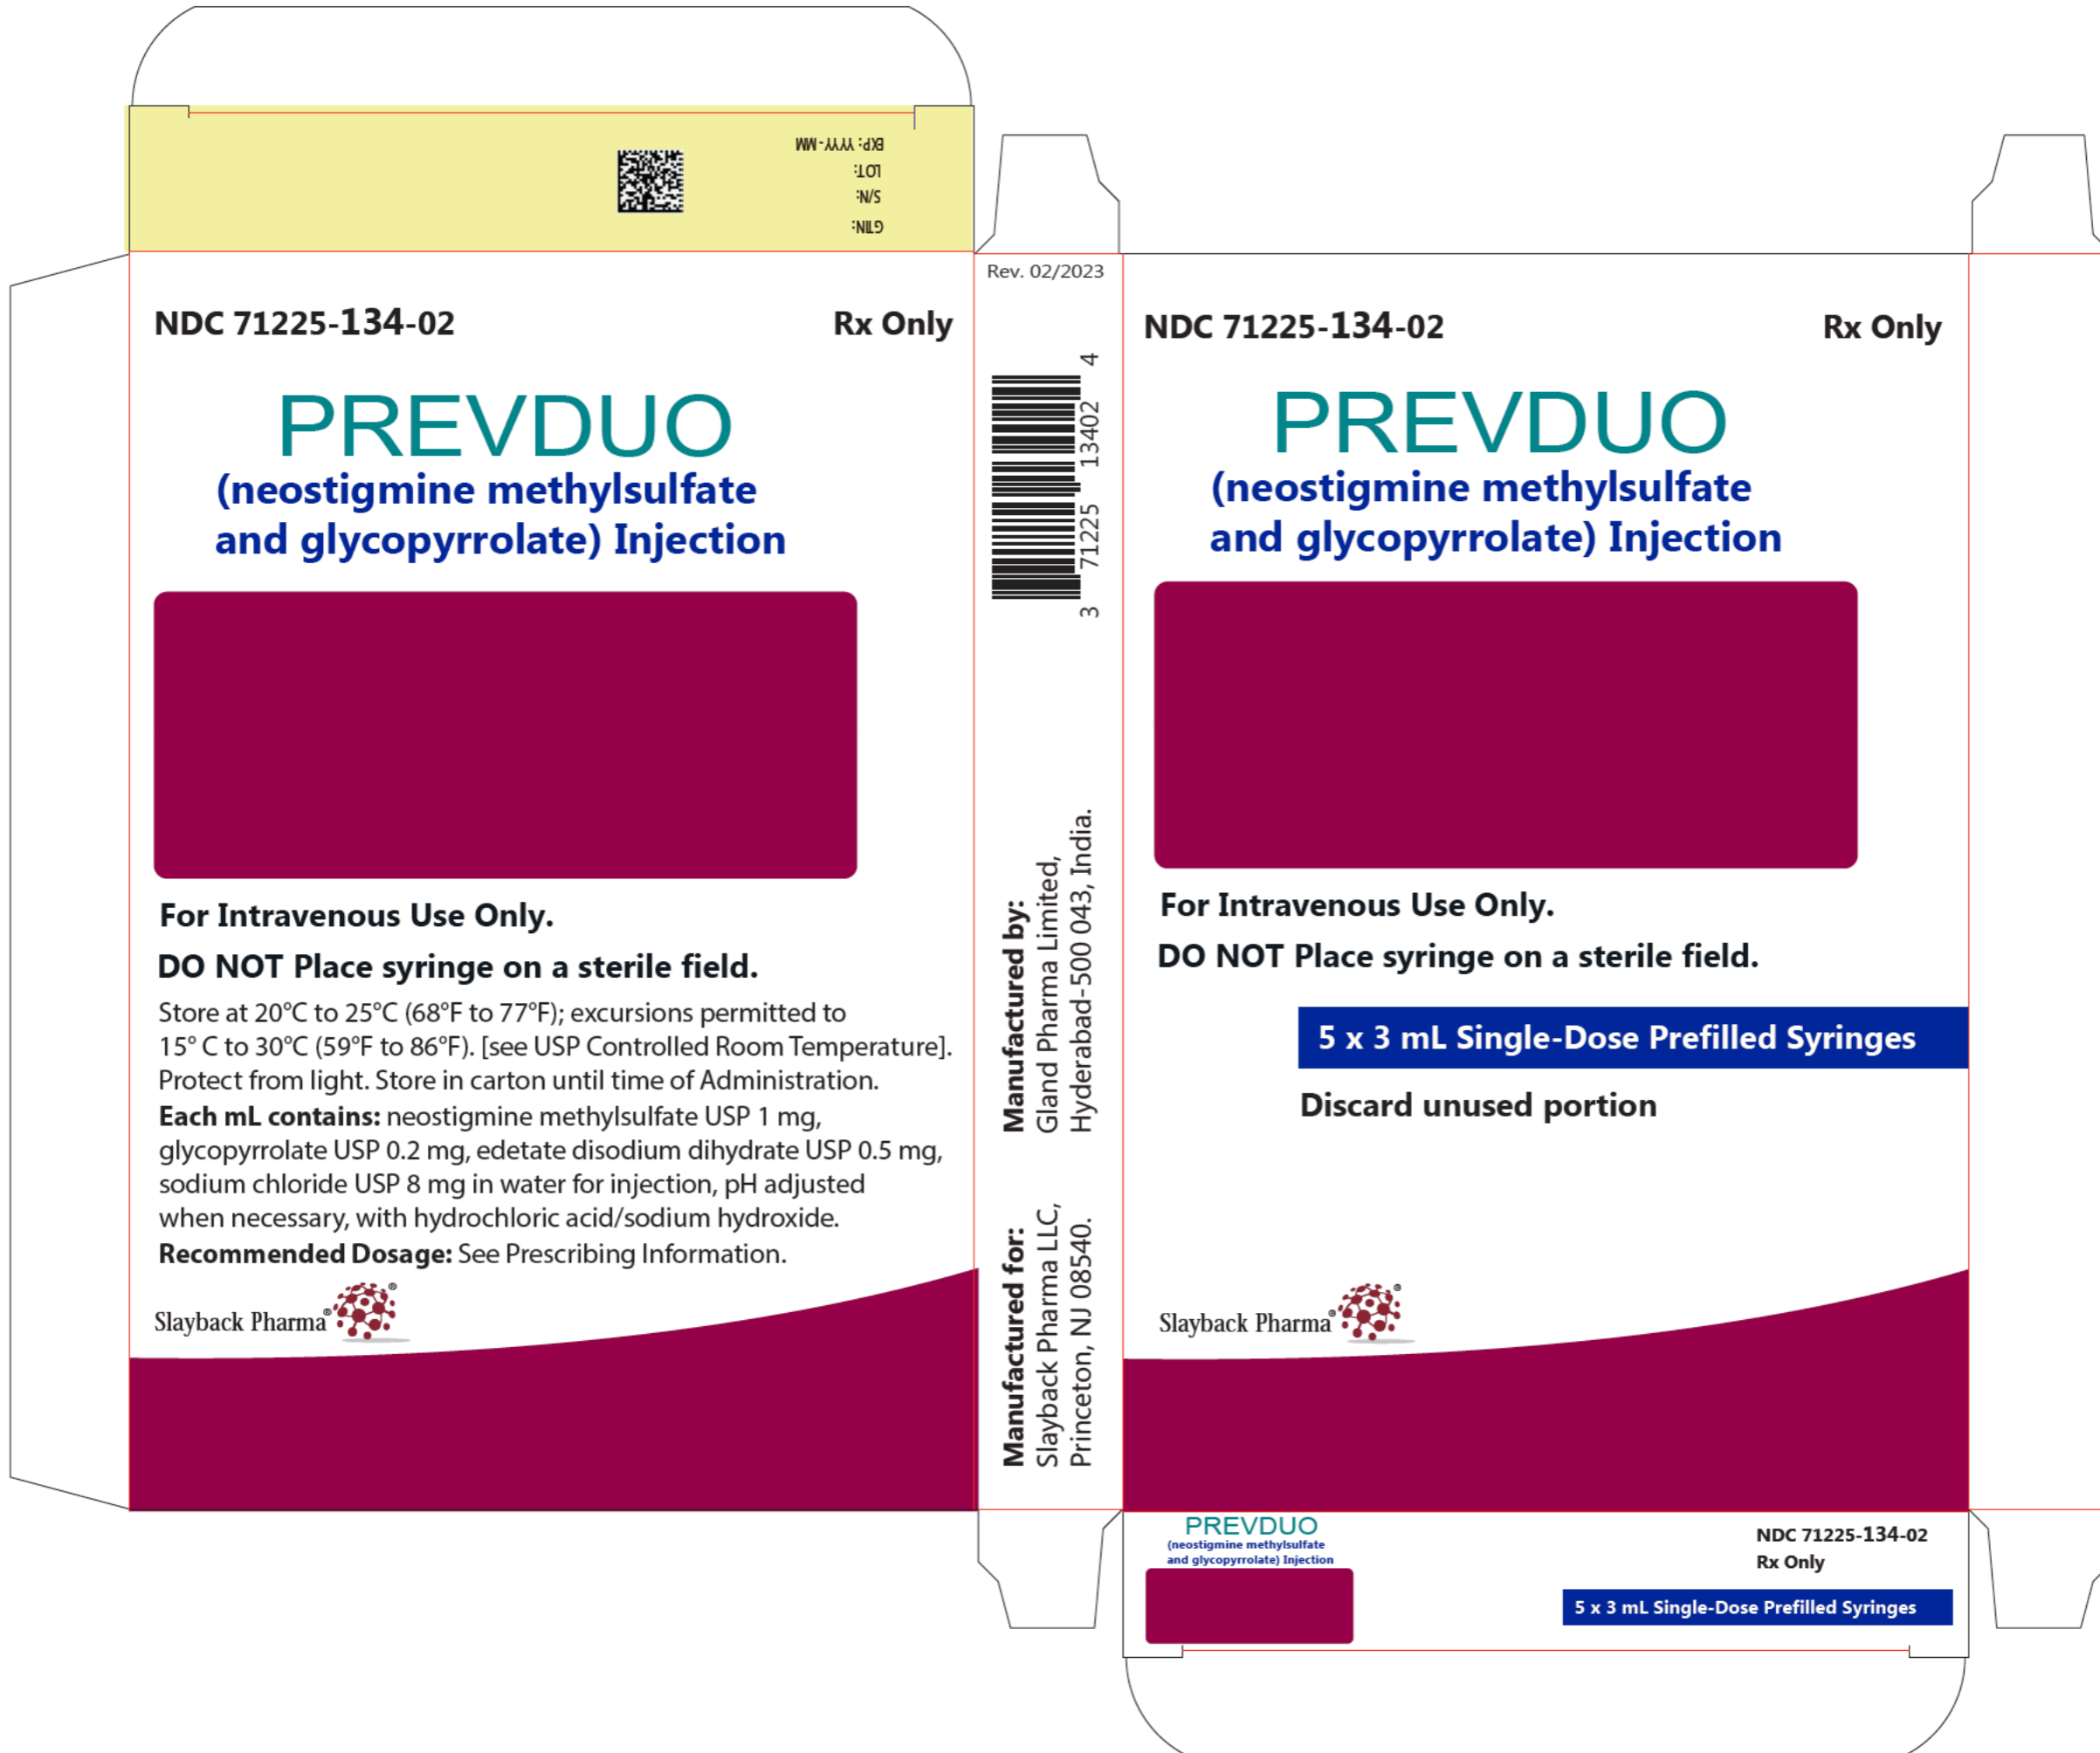 EXP: YYYY-MM
LOT:
S/N:
GTIN:
NDC 71225-134-02
Rx Only
PREVDUO
(neostigmine methylsulfate
and glycopyrrolate) Injection
For Intravenous Use Only.
DO NOT Place syringe on a sterile field.
Store at 20°C to 25°C (68°F to 77°F); excursions permitted to
15° C to 30°C (59°F to 86°F). [see USP Controlled Room Temperature].
Protect from light. Store in carton until time of Administration.
Each mL contains: neostigmine methylsulfate USP 1 mg,
glycopyrrolate USP 0.2 mg, edetate disodium dihydrate USP 0.5 mg,
sodium chloride USP 8 mg in water for injection, pH adjusted
when necessary, with hydrochloric acid/sodium hydroxide.
Recommended Dosage: See Prescribing Information.
Slayback Pharma® ®
Rev. 02/2023
3 71225 13402 4
Manufactured by:
Gland Pharma Limited,
Hyderabad-500 043, India.
Manufactured for:
Slayback Pharma LLC,
Princeton, NJ 08540.
NDC 71225-134-02
Rx Only
PREVDUO
(neostigmine methylsulfate
and glycopyrrolate) Injection
For Intravenous Use Only.
DO NOT Place syringe on a sterile field.
5 x 3 mL Single-Dose Prefilled Syringes
Discard unused portion
Slayback Pharma® ®
PREVDUO
(neostigmine methylsulfate
and glycopyrrolate) Injection
NDC 71225-134-02
Rx Only
5 x 3 mL Single-Dose Prefilled Syringes